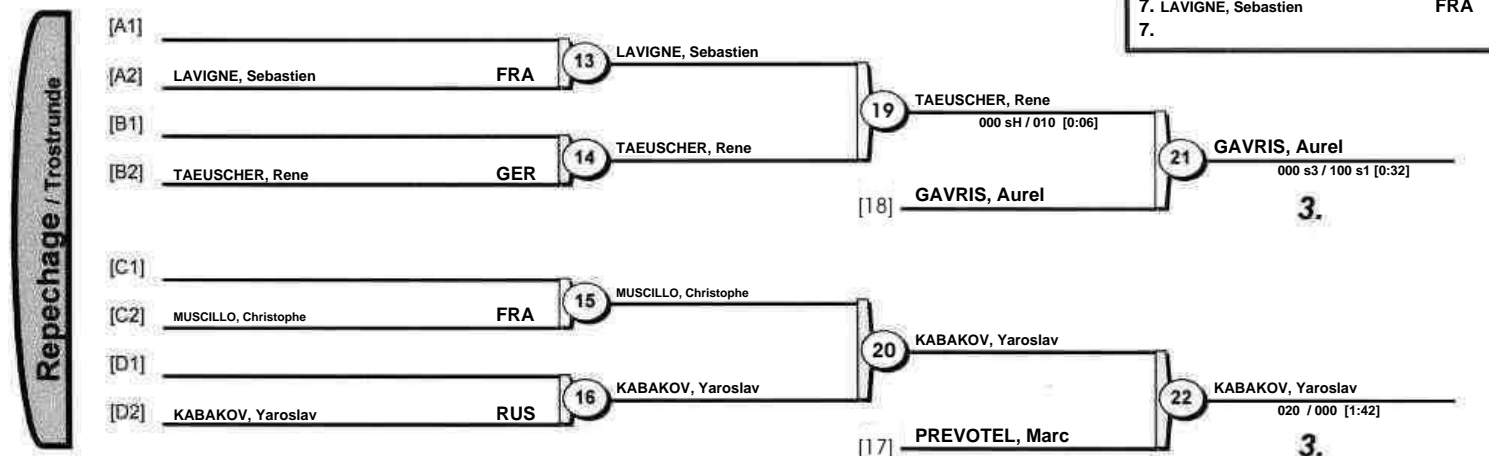 7. LAVIGNE, Sebastien FRA
7.
Repechage / Trostrunde
[A1]
13 LAVIGNE, Sebastien
[A2] LAVIGNE, Sebastien FRA
19 TAEUSCHER, Rene
000 sH / 010 [0:06]
[B1]
14 TAEUSCHER, Rene
[B2] TAEUSCHER, Rene GER
21 GAVRIS, Aurel
000 s3 / 100 s1 [0:32]
[18] GAVRIS, Aurel
3.
[C1]
15 MUSCILLO, Christophe
[C2] MUSCILLO, Christophe FRA
20 KABAKOV, Yaroslav
[D1]
16 KABAKOV, Yaroslav
[D2] KABAKOV, Yaroslav RUS
22 KABAKOV, Yaroslav
020 / 000 [1:42]
[17] PREVOTEL, Marc
3.